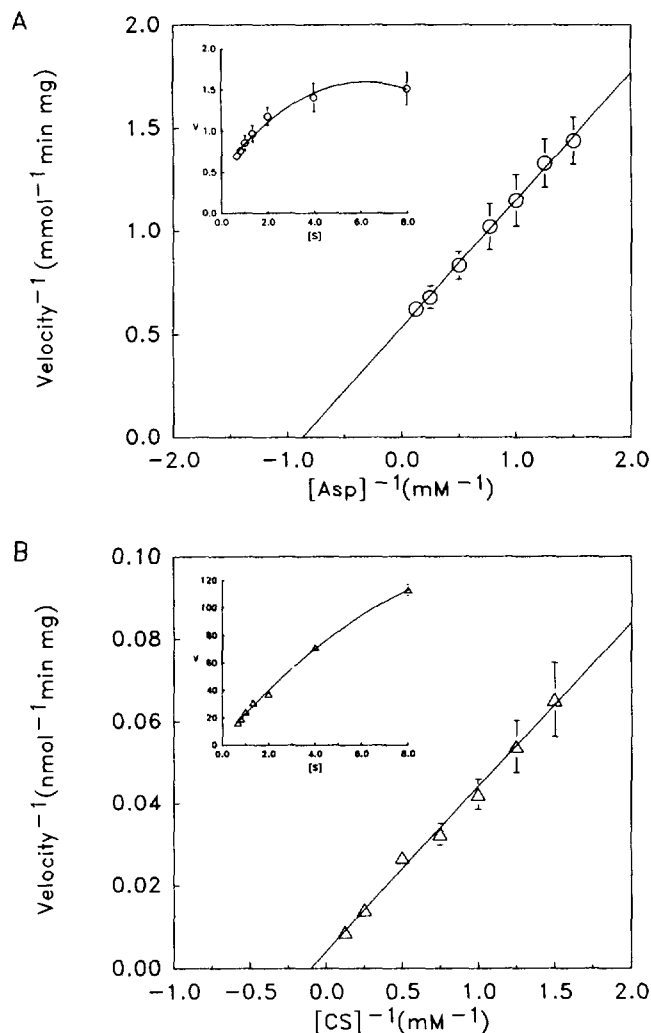 A
2.0
1.5
1.0
0.5
0.0
Velocity⁻¹ (mmol⁻¹ min mg)
2.0
1.5
1.0
0.5
0.0
V
0.0 2.0 4.0 6.0 8.0
[S]
−2.0 −1.0 0.0 1.0 2.0
[Asp]⁻¹(mM⁻¹)
B
0.10
0.08
0.06
0.04
0.02
0.00
Velocity⁻¹ (nmol⁻¹ min mg)
120
100
80
60
40
20
0
V
0.0 2.0 4.0 6.0 8.0
[S]
−1.0 −0.5 0.0 0.5 1.0 1.5 2.0
[CS]⁻¹(mM⁻¹)